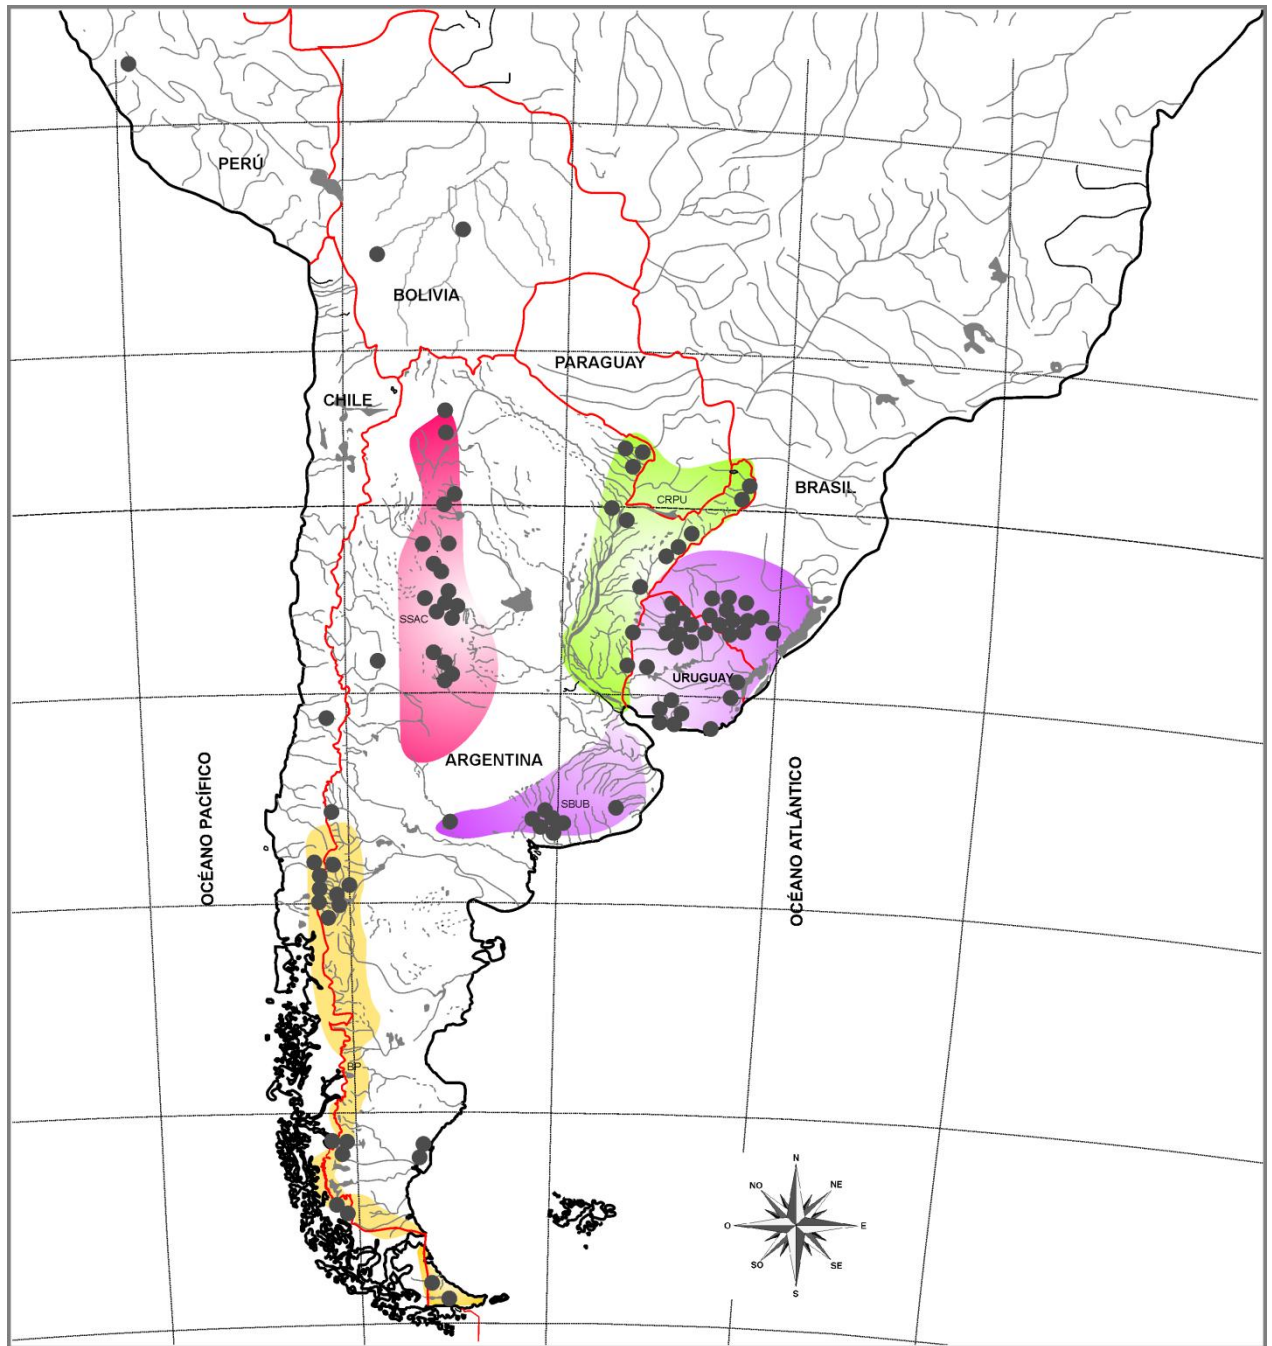 PERÚ
BOLIVIA
PARAGUAY
CHILE
BRASIL
CRPU
SSAC
URUGUAY
ARGENTINA
SBUB
OCÉANO PACÍFICO
OCÉANO ATLÁNTICO
BP
N
NO
NE
O
E
SO
SE
S